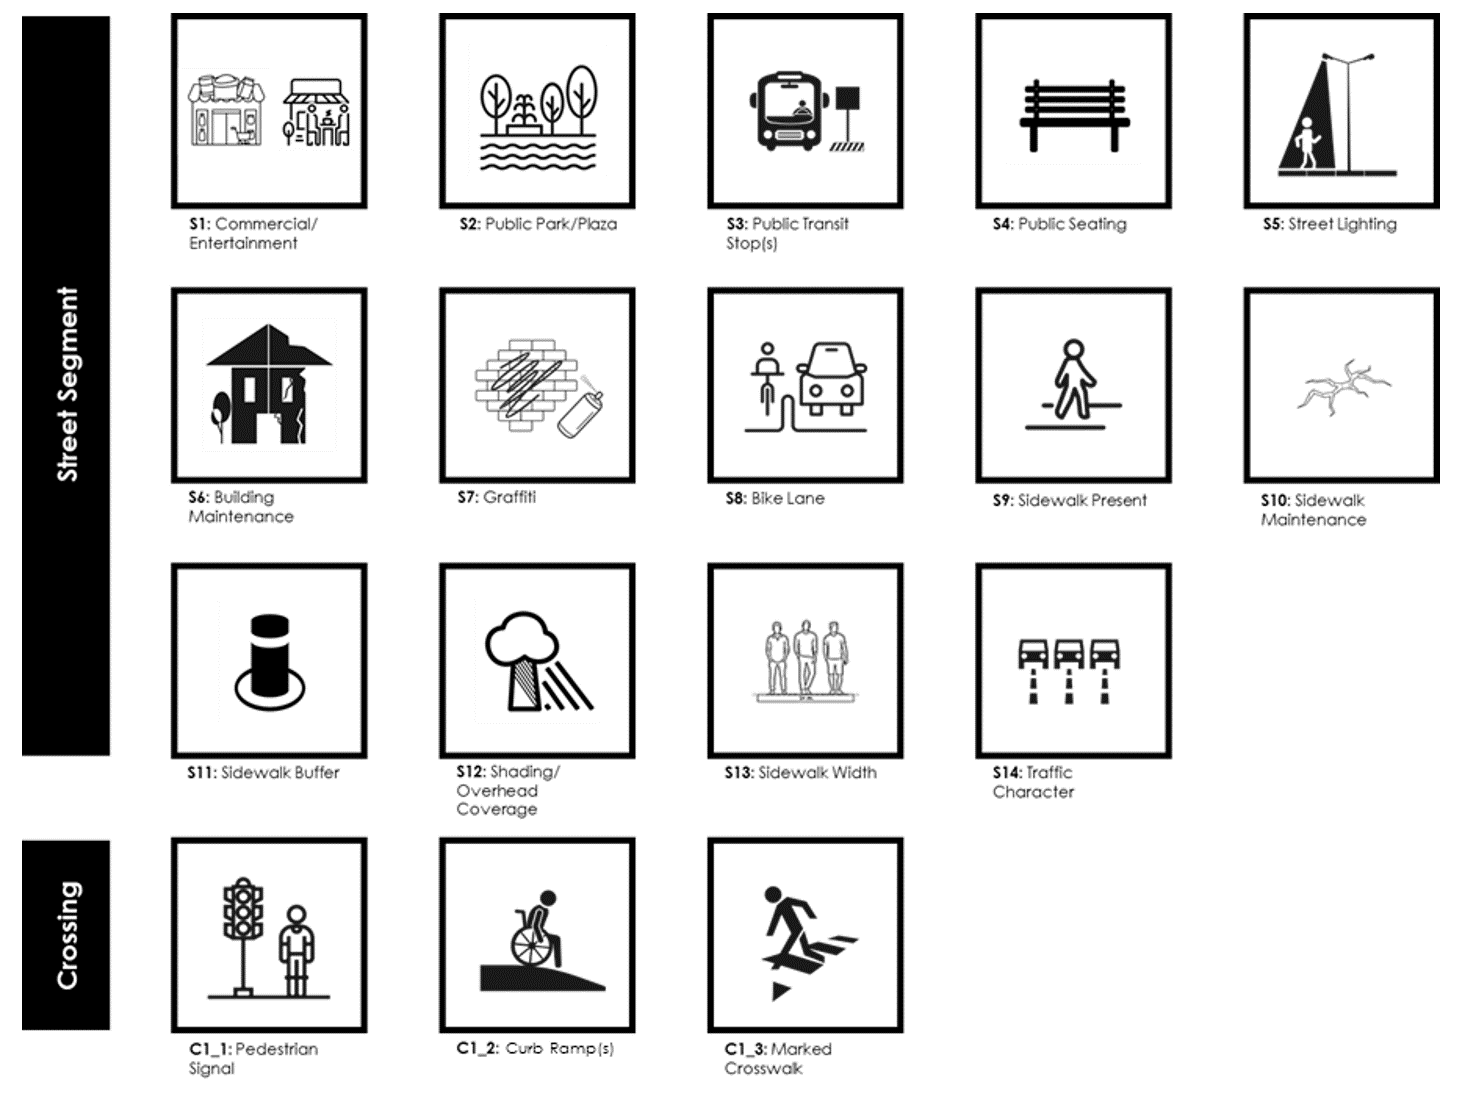 Street Segment
S1: Commercial/
Entertainment
S2: Public Park/Plaza
S3: Public Transit
Stop(s)
S4: Public Seating
S5: Street Lighting
S6: Building
Maintenance
S7: Graffiti
S8: Bike Lane
S9: Sidewalk Present
S10: Sidewalk
Maintenance
S11: Sidewalk Buffer
S12: Shading/
Overhead
Coverage
S13: Sidewalk Width
S14: Traffic
Character
Crossing
C1_1: Pedestrian
Signal
C1_2: Curb Ramp(s)
C1_3: Marked
Crosswalk